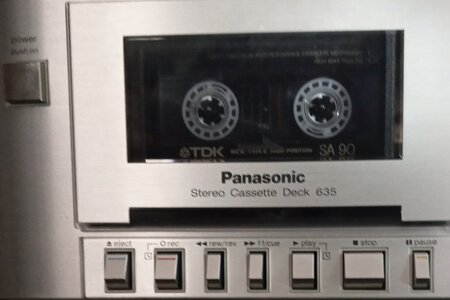 power
push on
TDK SA 90
Panasonic
Stereo Cassette Deck 635
eject rec rew/rev ff/cue play stop pause